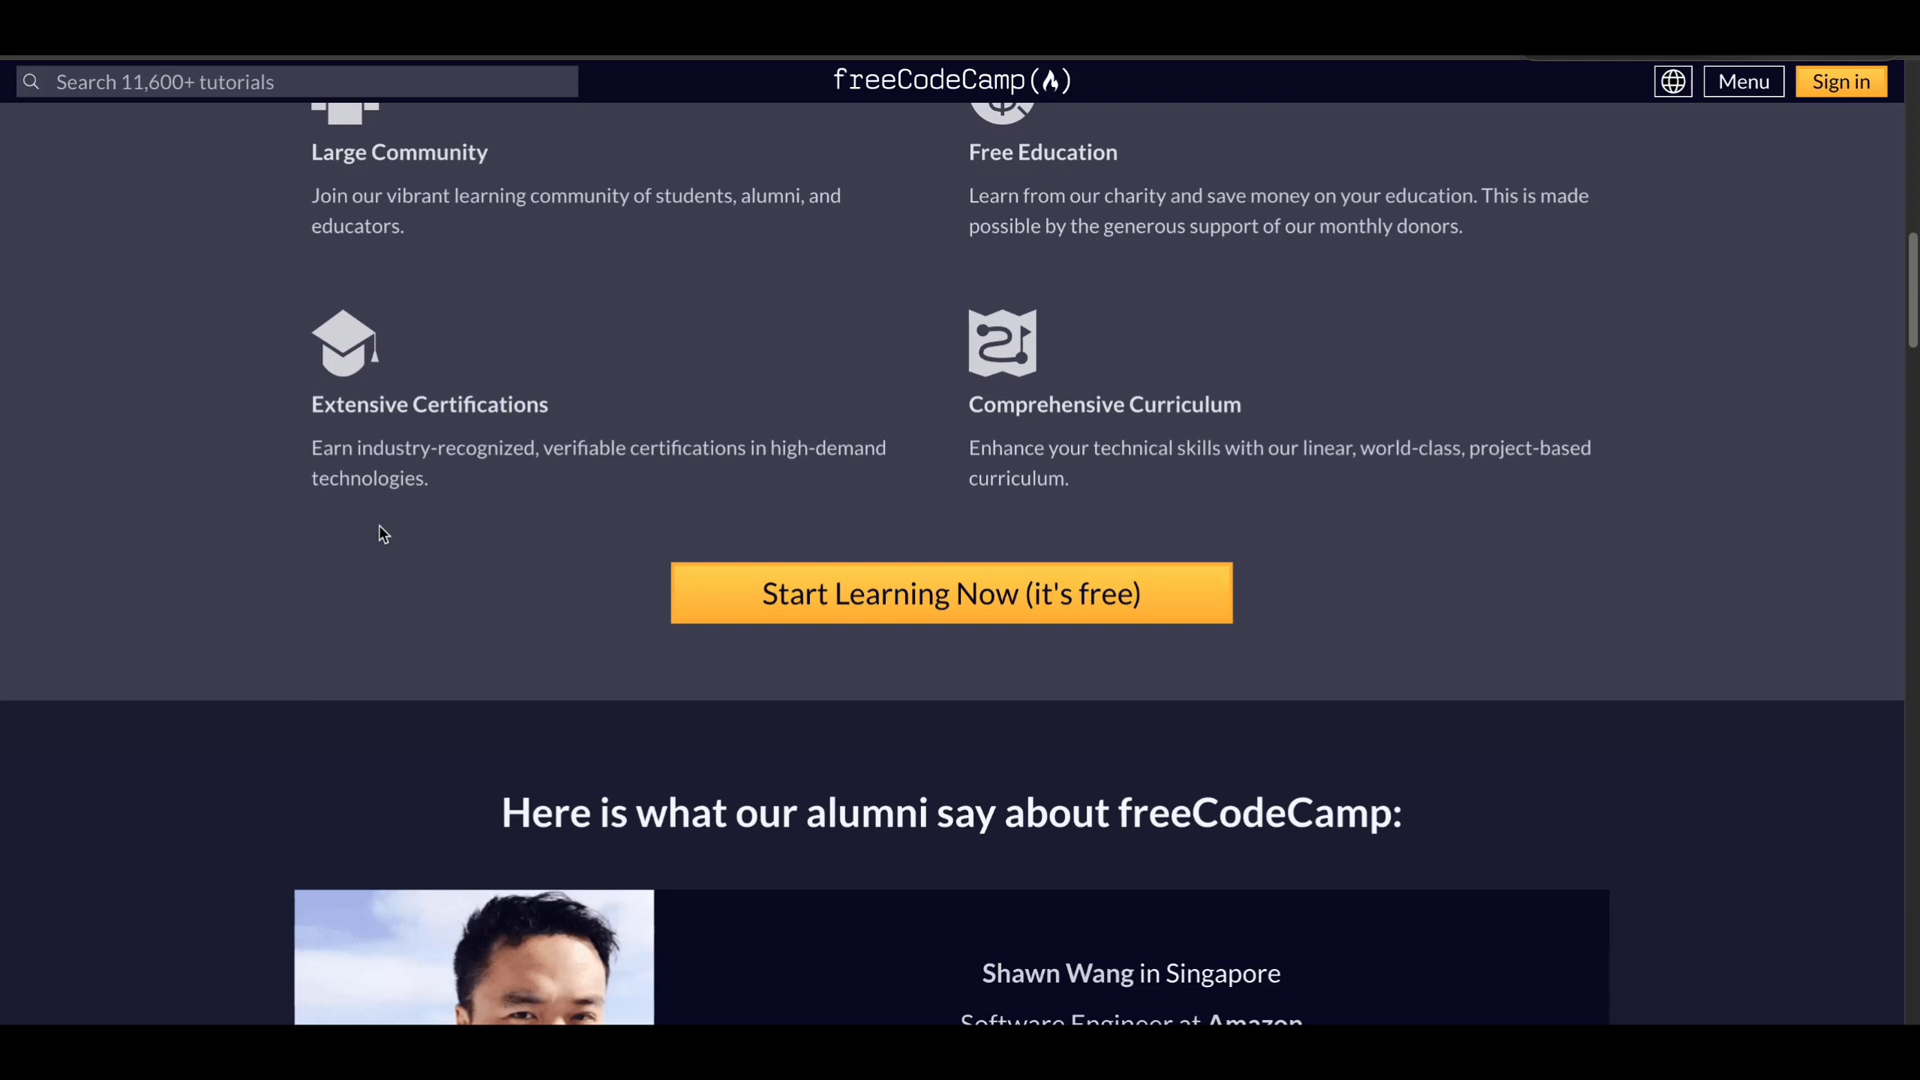 Search 11,600+ tutorials
freeCodeCamp
Menu
Sign in
Large Community
Join our vibrant learning community of students, alumni, and
educators.
Free Education
Learn from our charity and save money on your education. This is made
possible by the generous support of our monthly donors.
Extensive Certifications
Earn industry-recognized, verifiable certifications in high-demand
technologies.
Comprehensive Curriculum
Enhance your technical skills with our linear, world-class, project-based
curriculum.
Start Learning Now (it's free)
Here is what our alumni say about freeCodeCamp:
Shawn Wang in Singapore
Software Engineer at Amazon